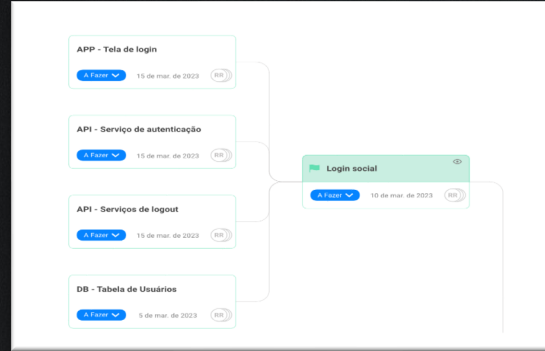 APP - Tela de login
A Fazer 15 de mar. de 2023 RR
API - Serviço de autenticação
A Fazer 15 de mar. de 2023 RR
API - Serviços de logout
A Fazer 15 de mar. de 2023 RR
DB - Tabela de Usuários
A Fazer 5 de mar. de 2023 RR
Login social
A Fazer 10 de mar. de 2023 RR